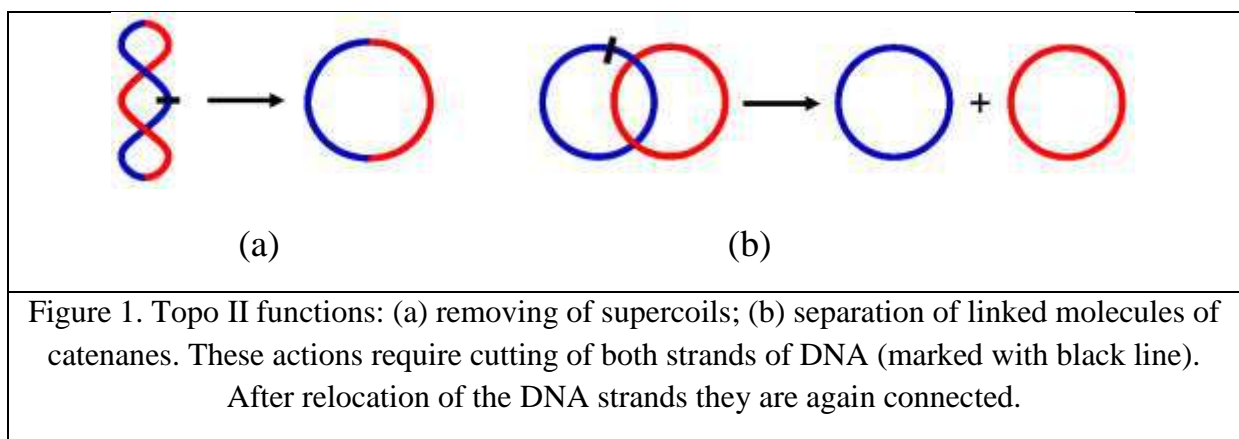 +
(a) (b)
Figure 1. Topo II functions: (a) removing of supercoils; (b) separation of linked molecules of
catenanes. These actions require cutting of both strands of DNA (marked with black line).
After relocation of the DNA strands they are again connected.